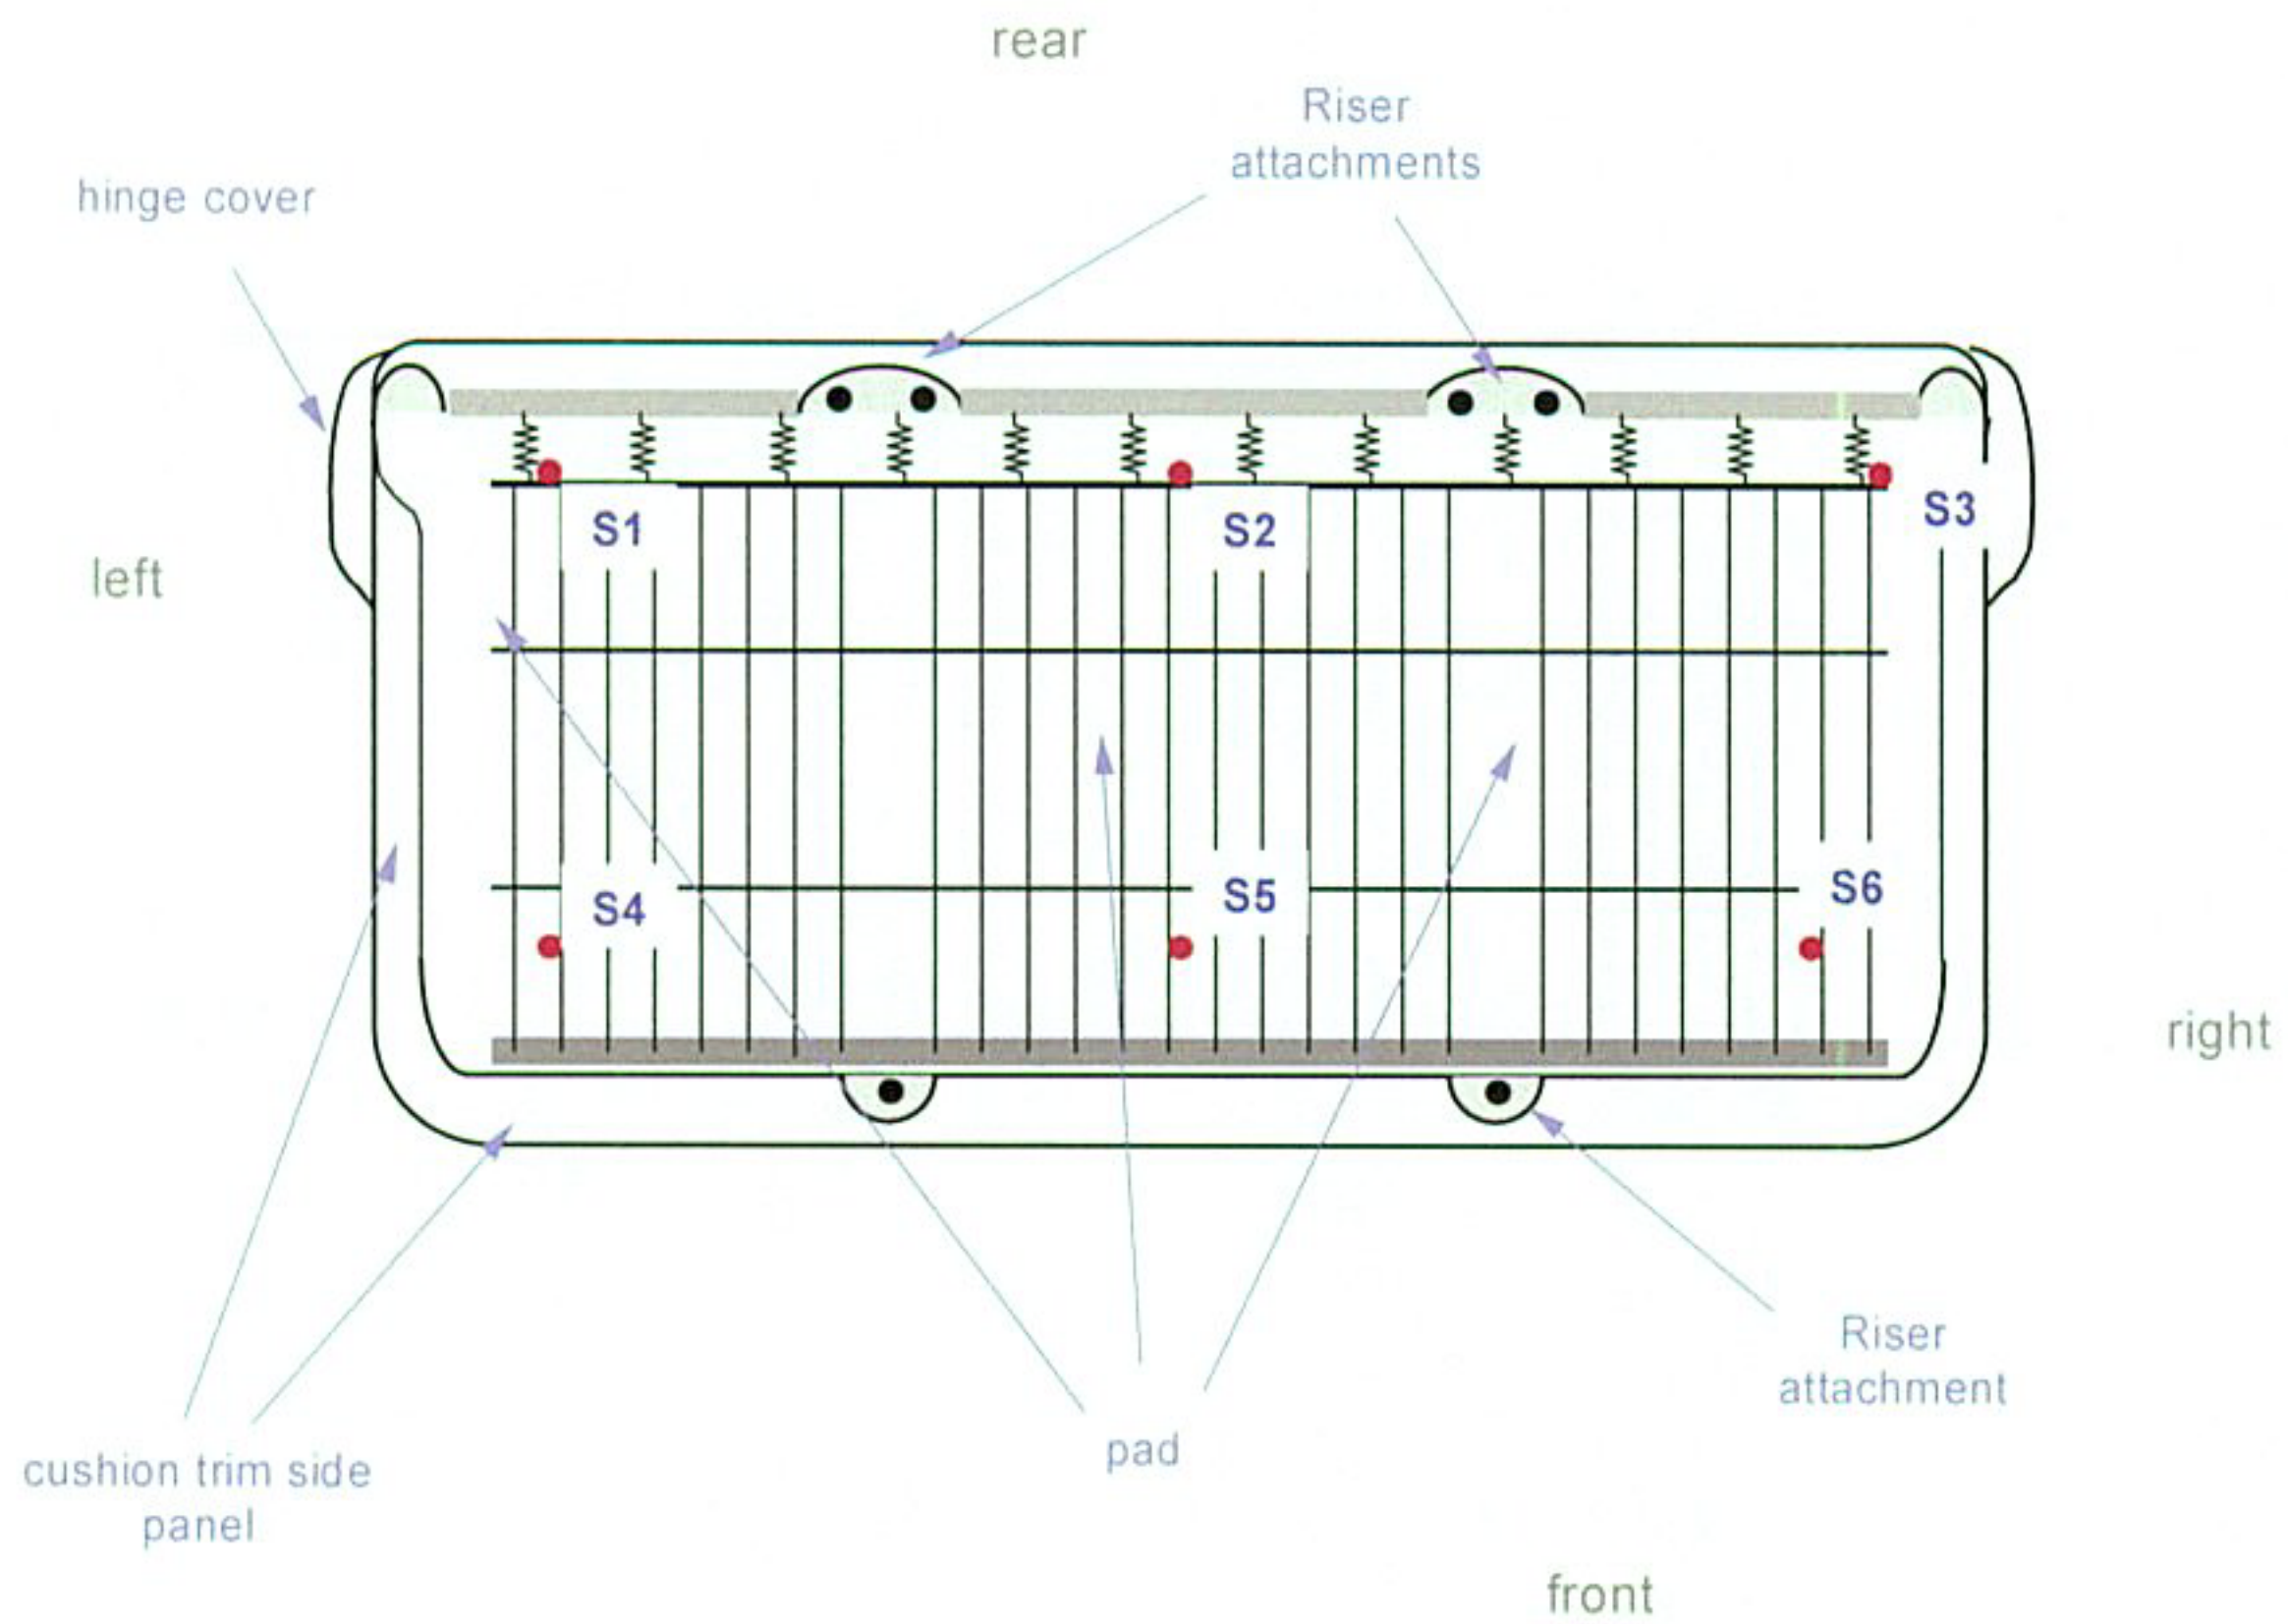 rear
Riser
attachments
hinge cover
S1
S2
S3
left
S4
S5
S6
right
Riser
attachment
pad
cushion trim side
panel
front